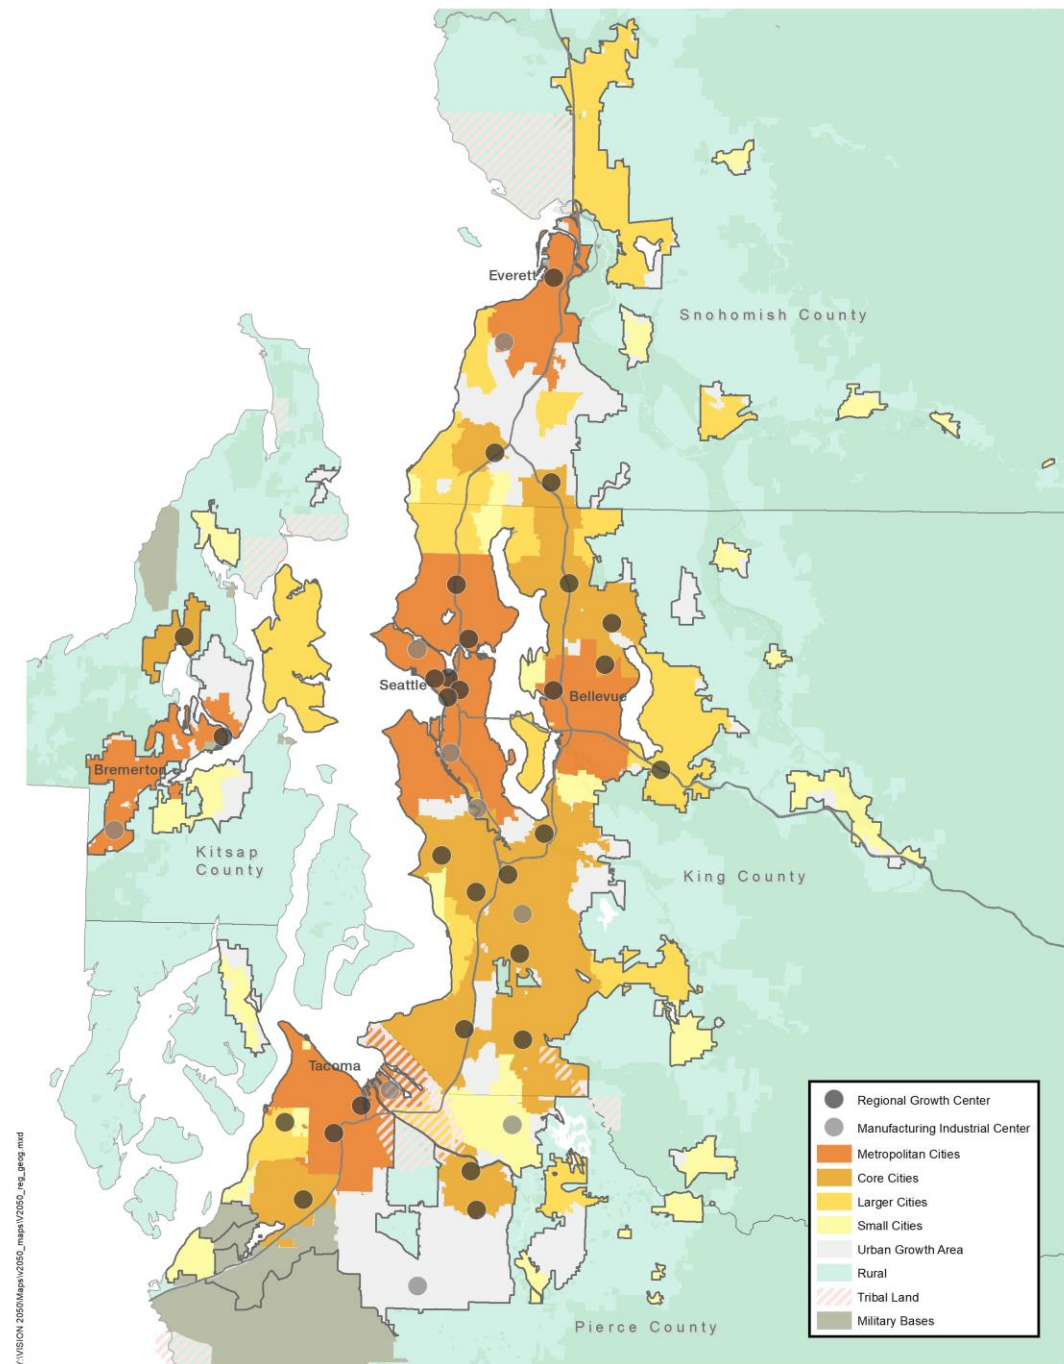 Everett
Snohomish County
Seattle
Bellevue
Bremerton
Kitsap
County
King County
Tacoma
Pierce County
Regional Growth Center
Manufacturing Industrial Center
Metropolitan Cities
Core Cities
Larger Cities
Small Cities
Urban Growth Area
Rural
Tribal Land
Military Bases
Y:\VISION 2050\Maps\v2050_maps\V2050_reg_geog.mxd